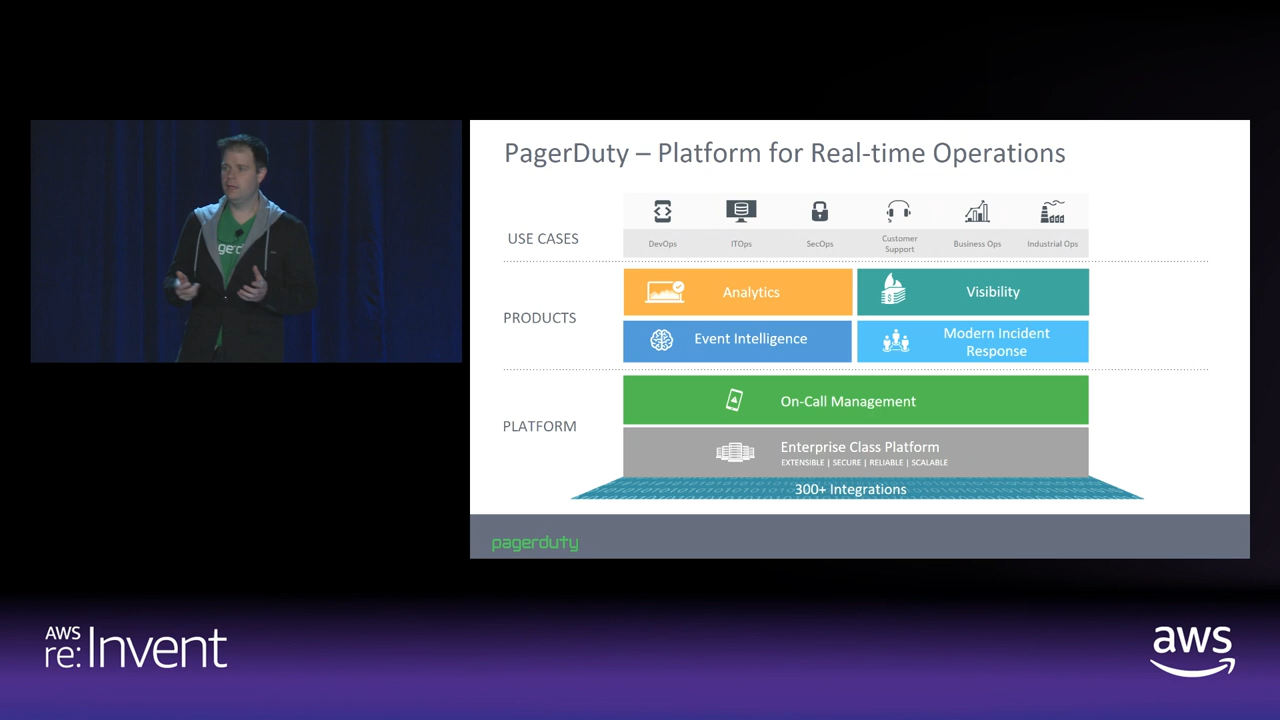 PagerDuty – Platform for Real-time Operations
USE CASES
DevOps
ITOps
SecOps
Customer
Support
Business Ops
Industrial Ops
PRODUCTS
Analytics
Visibility
Event Intelligence
Modern Incident
Response
PLATFORM
On-Call Management
Enterprise Class Platform
EXTENSIBLE | SECURE | RELIABLE | SCALABLE
300+ Integrations
pagerduty
AWS
re:Invent
aws